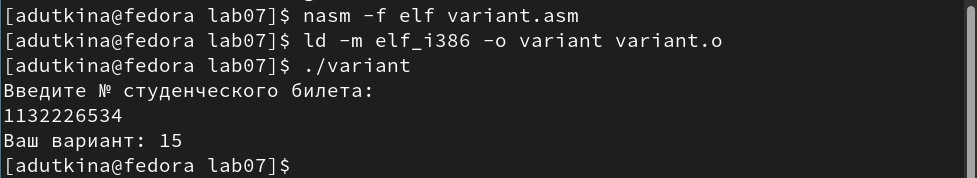 [adutkina@fedora lab07]$ nasm -f elf variant.asm
[adutkina@fedora lab07]$ ld -m elf_i386 -o variant variant.o
[adutkina@fedora lab07]$ ./variant
Введите № студенческого билета:
1132226534
Ваш вариант: 15
[adutkina@fedora lab07]$